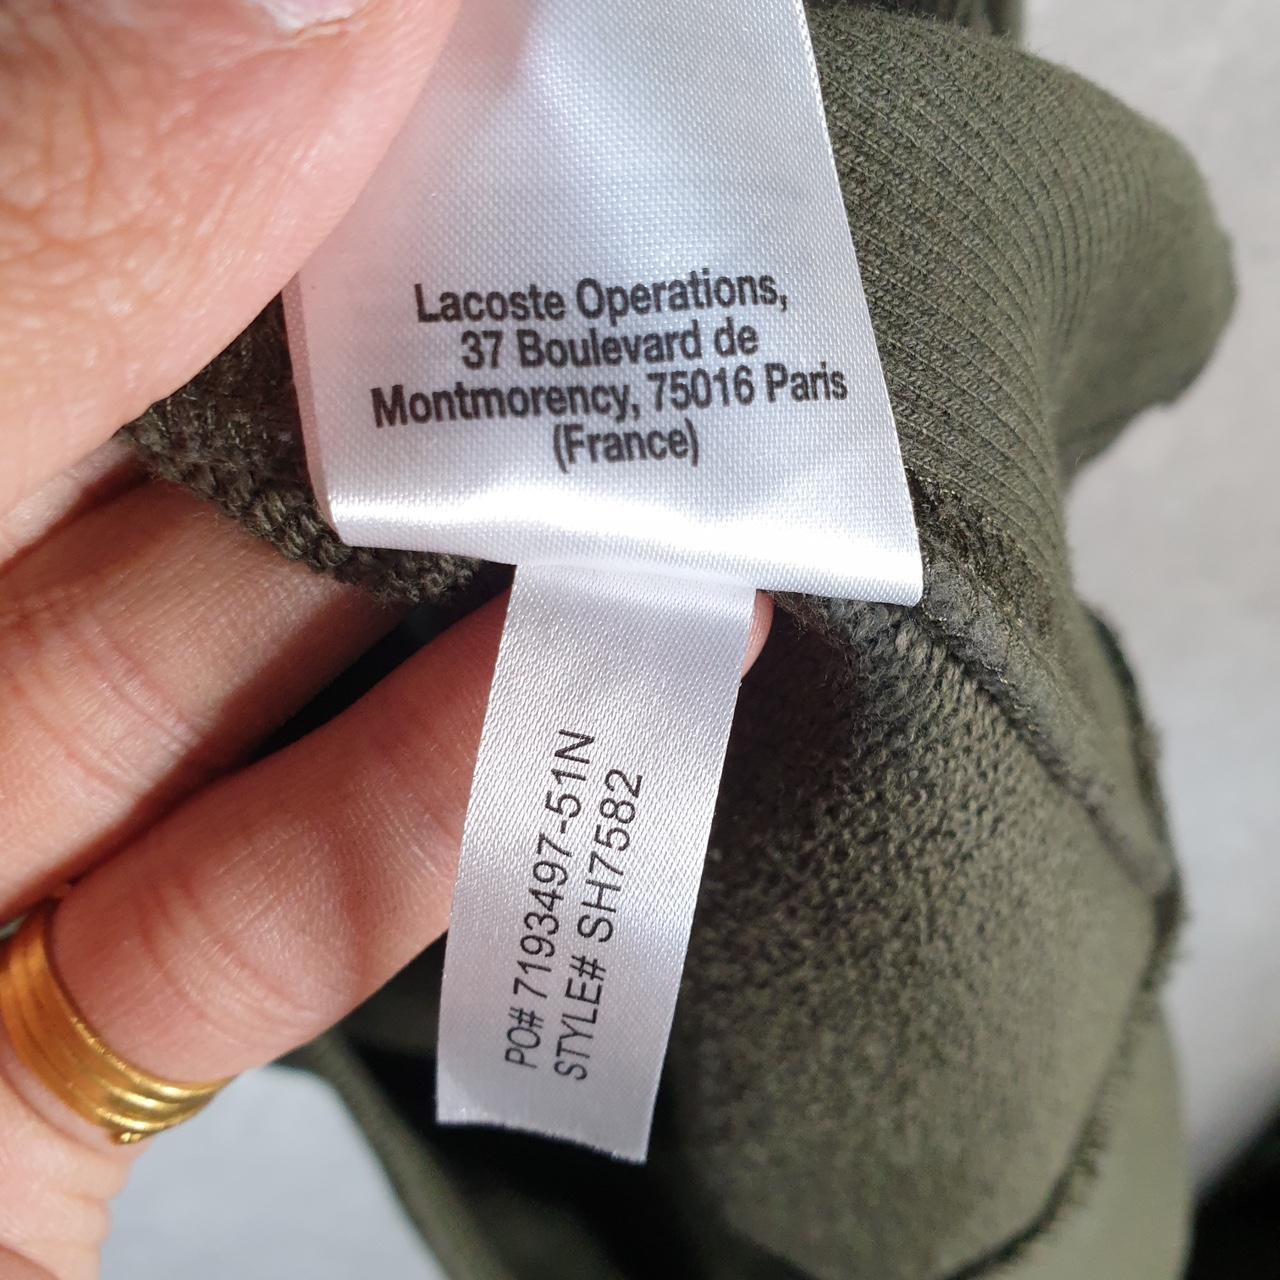 Lacoste Operations,
37 Boulevard de
Montmorency, 75016 Paris
(France)
PO# 7193497-51N
STYLE# SH7582